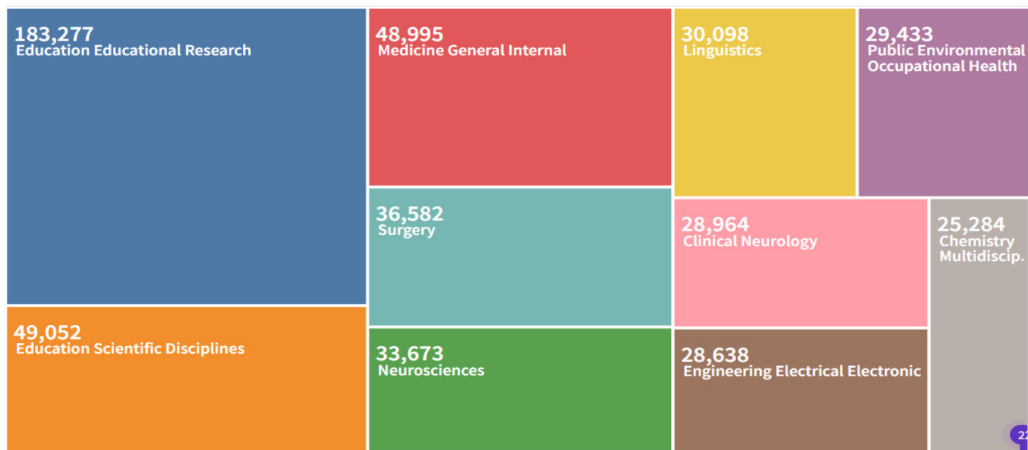 183,277
Education Educational Research
49,052
Education Scientific Disciplines
48,995
Medicine General Internal
36,582
Surgery
33,673
Neurosciences
30,098
Linguistics
29,433
Public Environmental
Occupational Health
28,964
Clinical Neurology
28,638
Engineering Electrical Electronic
25,284
Chemistry
Multidiscip.